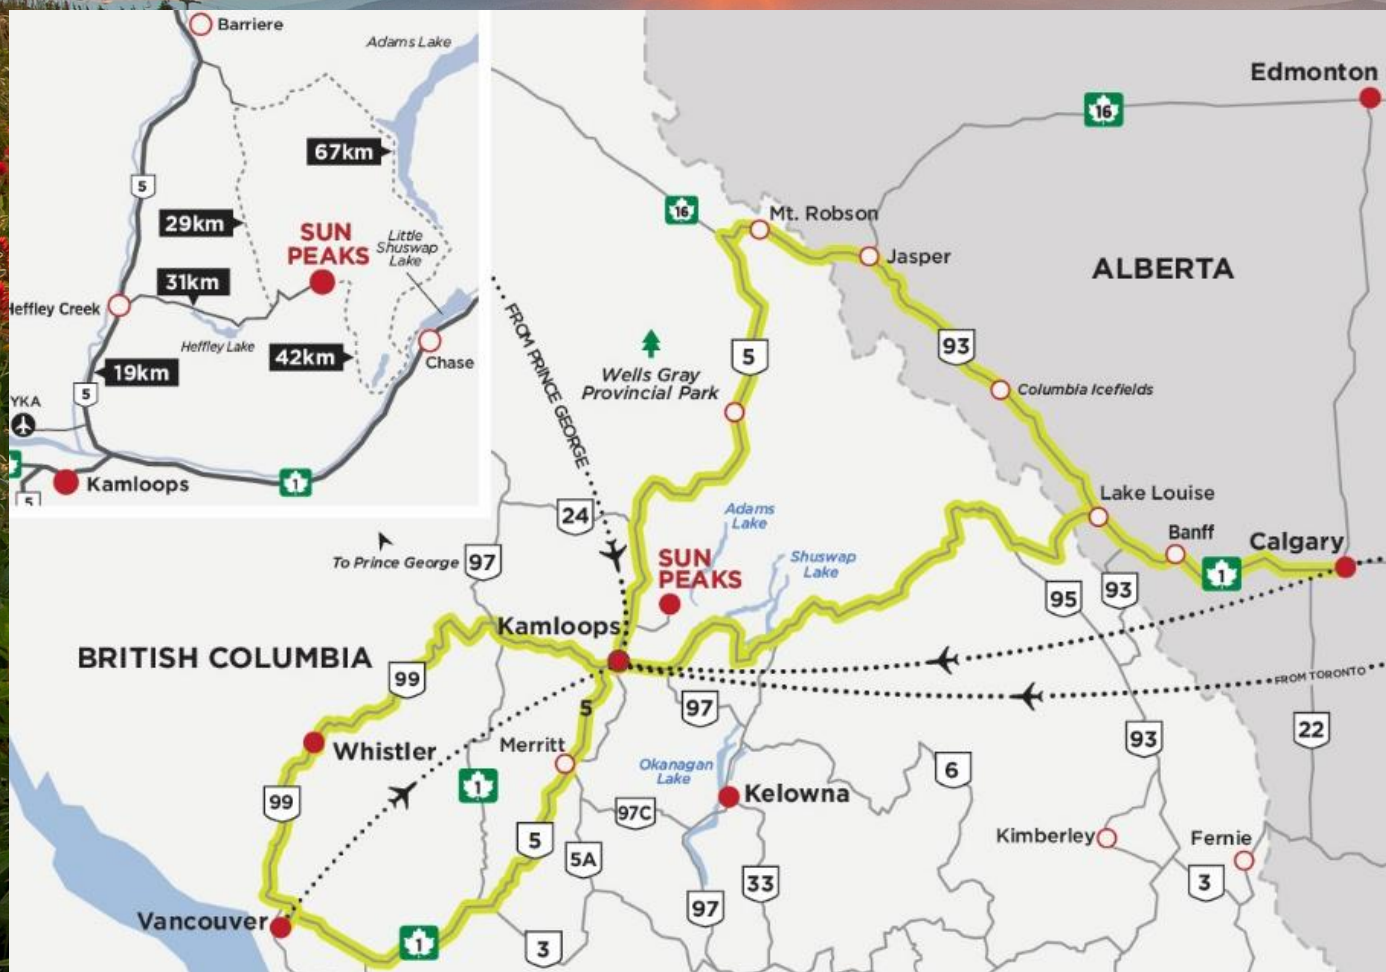 Barriere
Adams Lake
67km
5
29km
SUN
PEAKS
Little
Shuswap
Lake
31km
Heffley Creek
Heffley Lake
42km
Chase
19km
5
YKA
Kamloops
1
5
Edmonton
16
16
Mt. Robson
Jasper
ALBERTA
FROM PRINCE GEORGE
5
93
Wells Gray
Provincial Park
Columbia Icefields
Lake Louise
Banff
Calgary
1
24
Adams
Lake
To Prince George
97
SUN
PEAKS
Shuswap
Lake
95
93
Kamloops
BRITISH COLUMBIA
99
5
97
FROM TORONTO
22
93
Whistler
Merritt
Okanagan
Lake
6
1
99
97C
Kelowna
5
5A
Kimberley
Fernie
33
3
97
Vancouver
1
3